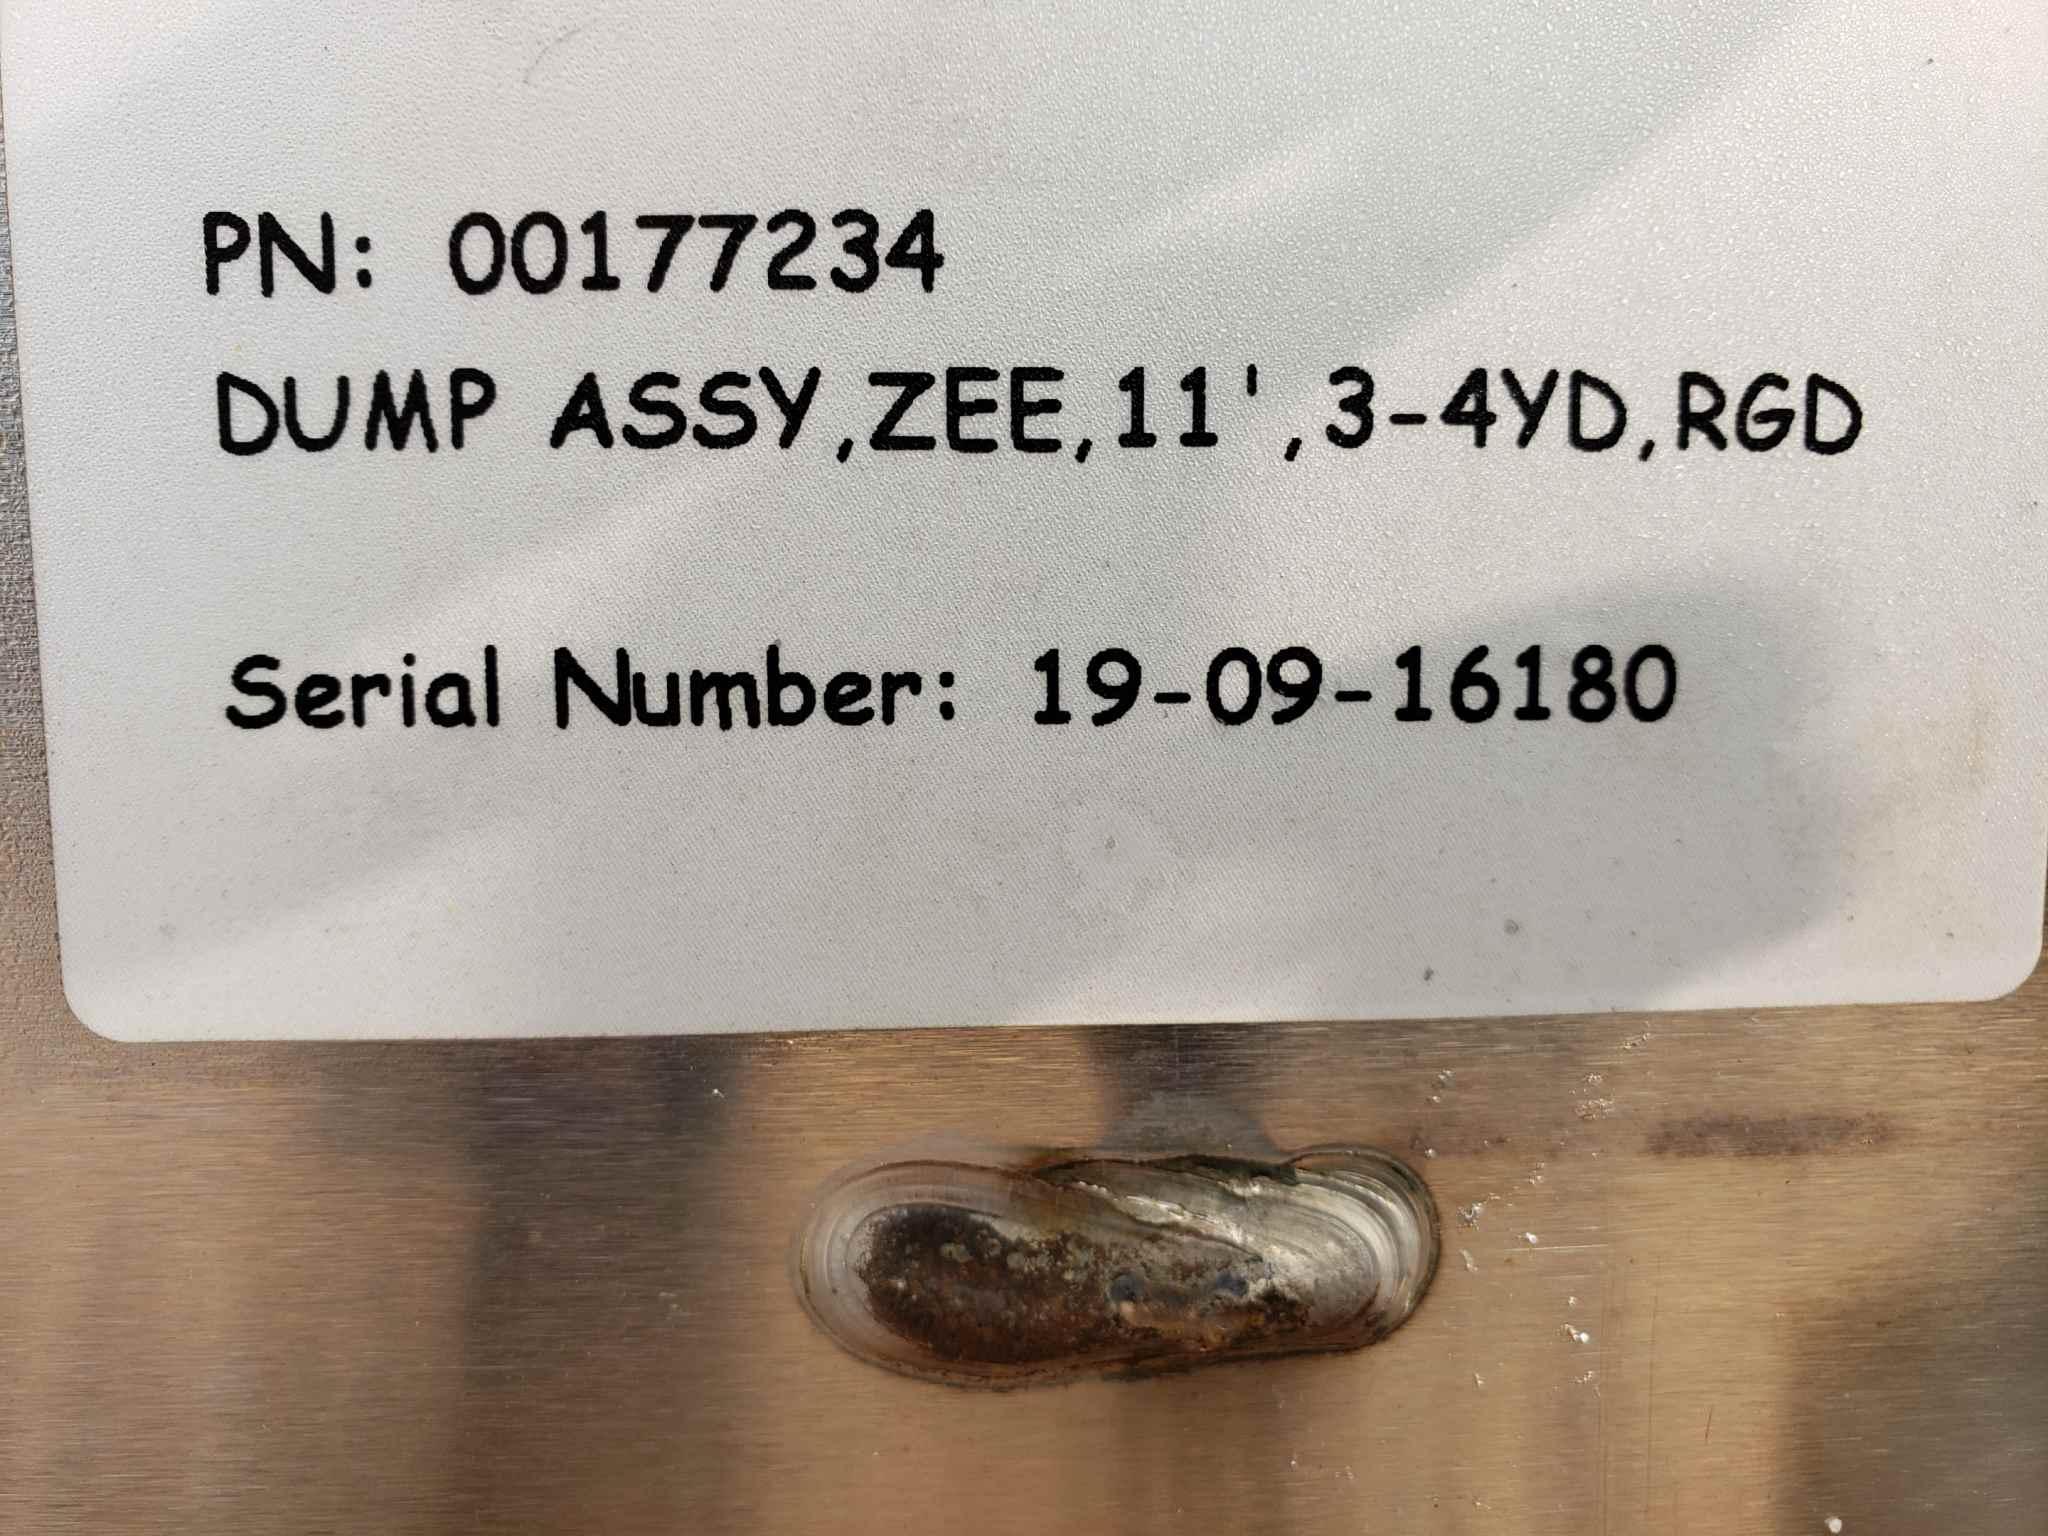 PN: 00177234
DUMP ASSY,ZEE,11',3-4YD,RGD
Serial Number: 19-09-16180